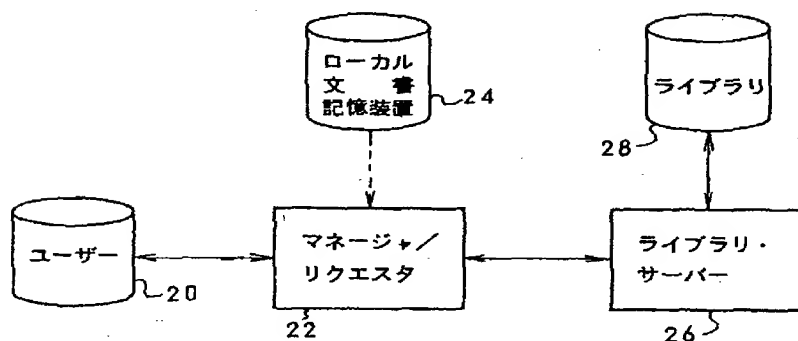 ローカル
文書
記憶装置
24
ライブラリ
28
ユーザー
20
マネージャ/
リクエスタ
22
ライブラリ・
サーバー
26